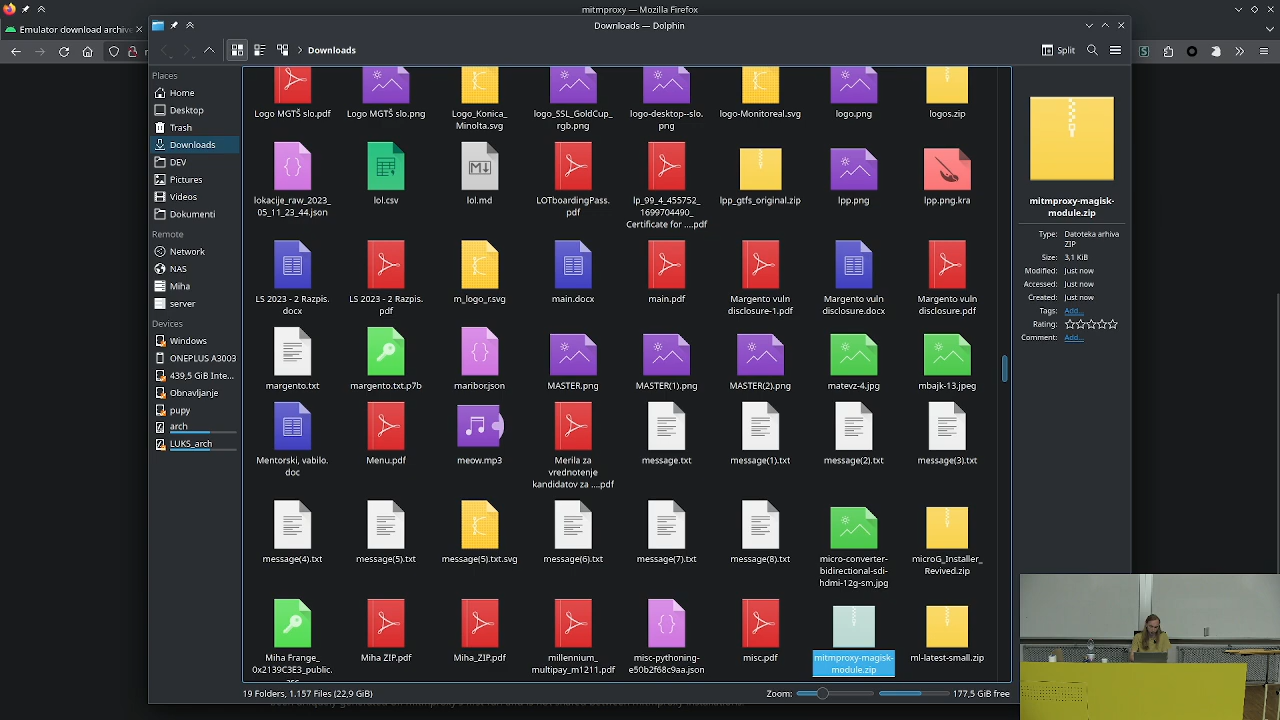 mitmproxy — Mozilla Firefox
Emulator download archive
Downloads — Dolphin
Downloads
Split
Places
Home
Desktop
Trash
Downloads
DEV
Pictures
Videos
Dokumenti
Remote
Network
NAS
Miha
server
Devices
Windows
ONEPLUS A3003
439,5 GiB Inte...
Obnavljanje
pupy
arch
LUKS_arch
Logo MGTŠ slo.pdf
Logo MGTŠ slo.png
Logo_Konica_
Minolta.svg
logo_SSL_GoldCup_
rgb.png
logo-desktop--slo.
png
logo-Monitoreal.svg
logo.png
logos.zip
lokacije_raw_2023_
05_11_23_44.json
lol.csv
lol.md
LOTboardingPass.
pdf
lp_99_4_455752_
1699704490_
Certificate for ....pdf
lpp_gtfs_original.zip
lpp.png
lpp.png.kra
LS 2023 - 2 Razpis.
docx
LS 2023 - 2 Razpis.
pdf
m_logo_r.svg
main.docx
main.pdf
Margento vuln
disclosure-1.pdf
Margento vuln
disclosure.docx
Margento vuln
disclosure.pdf
margento.txt
margento.txt.p7b
maribor.json
MASTER.png
MASTER(1).png
MASTER(2).png
matevz-4.jpg
mbajk-13.jpeg
Mentorski, vabilo.
doc
Menu.pdf
meow.mp3
Merila za
vrednotenje
kandidatov za ....pdf
message.txt
message(1).txt
message(2).txt
message(3).txt
message(4).txt
message(5).txt
message(5).txt.svg
message(6).txt
message(7).txt
message(8).txt
micro-converter-
bidirectional-sdi-
hdmi-12g-sm.jpg
microG_Installer_
Revived.zip
Miha Frange_
0x2139C3E3_public.
Miha ZIP.pdf
Miha_ZIP.pdf
millennium_
multipay_m1211.pdf
misc-pythoning-
e50b2f68c9ac.json
misc.pdf
mitmproxy-magisk-
module.zip
ml-latest-small.zip
mitmproxy-magisk-
module.zip
Type: Datoteka arhiva
ZIP
Size: 3,1 KiB
Modified: Just now
Accessed: Just now
Created: Just now
Tags: Add...
Rating:
Comment: Add...
19 Folders, 1.157 Files (22,9 GiB)
Zoom:
177,5 GiB free